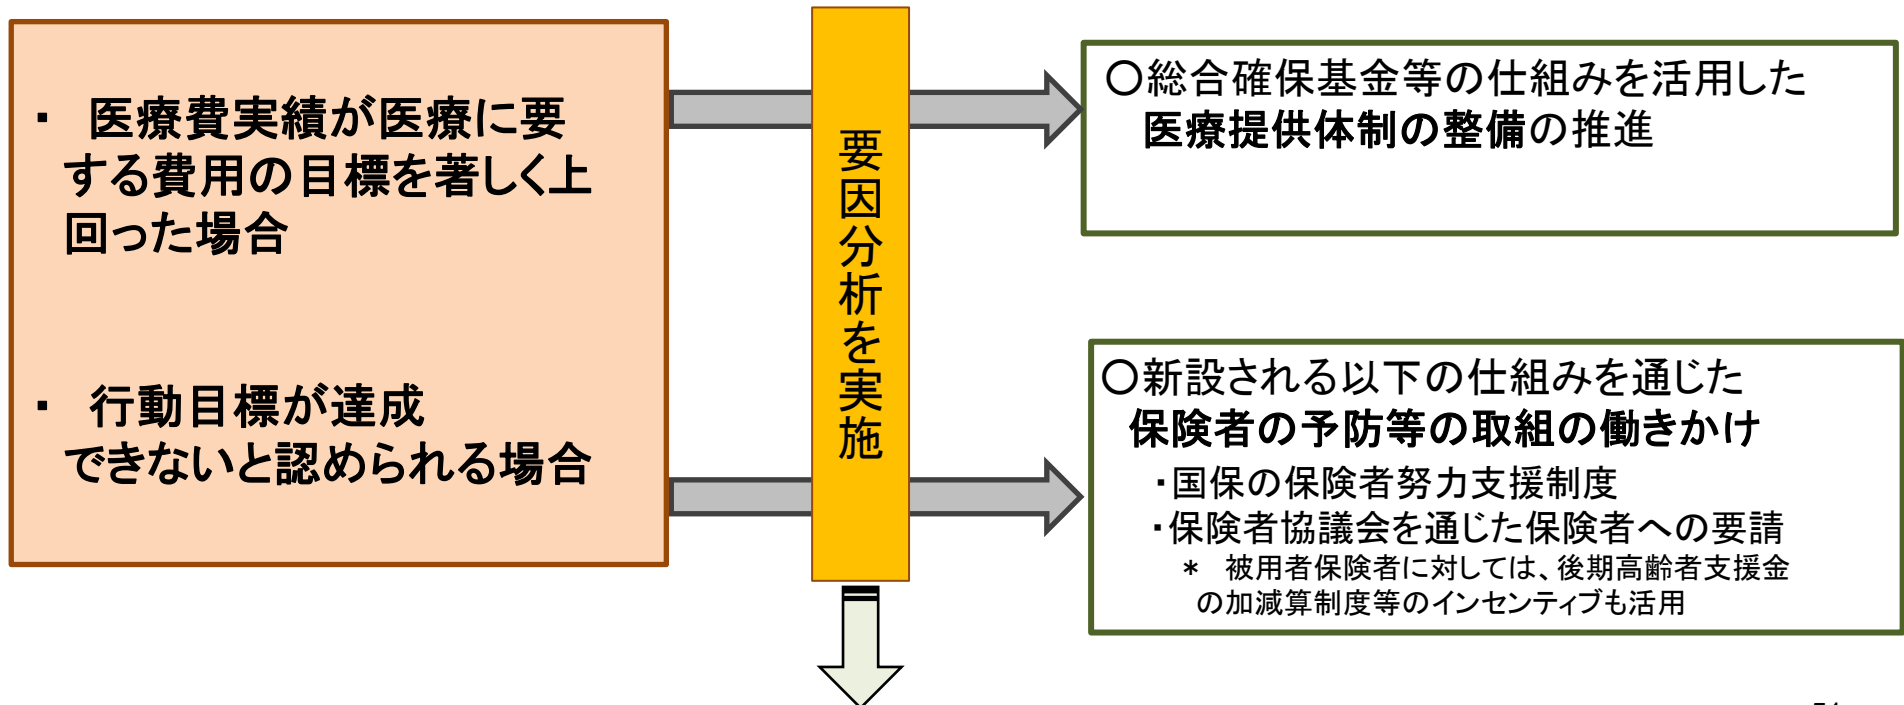 ・ 医療費実績が医療に要
する費用の目標を著しく上
回った場合
・ 行動目標が達成
できないと認められる場合
要因分析を実施
〇総合確保基金等の仕組みを活用した
医療提供体制の整備の推進
〇新設される以下の仕組みを通じた
保険者の予防等の取組の働きかけ
・国保の保険者努力支援制度
・保険者協議会を通じた保険者への要請
* 被用者保険者に対しては、後期高齢者支援金
の加減算制度等のインセンティブも活用